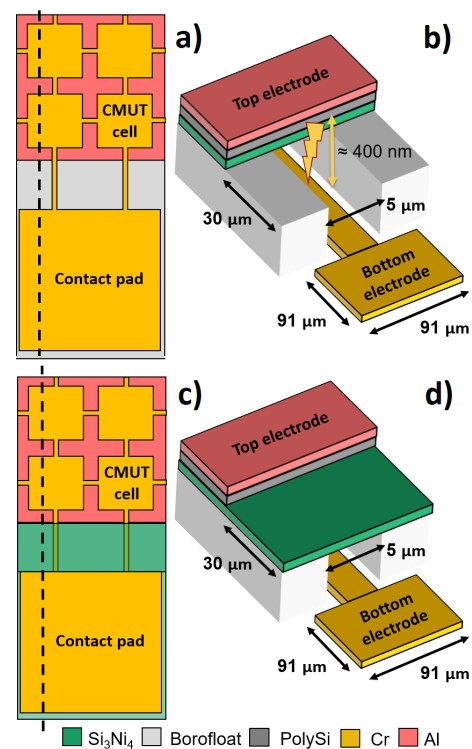 a)
CMUT
cell
Contact pad
b)
Top electrode
≈ 400 nm
30 µm
5 µm
Bottom
electrode
91 µm
91 µm
c)
CMUT
cell
Contact pad
d)
Top electrode
30 µm
5 µm
Bottom
electrode
91 µm
91 µm
Si₃Ni₄ Borofloat PolySi Cr Al